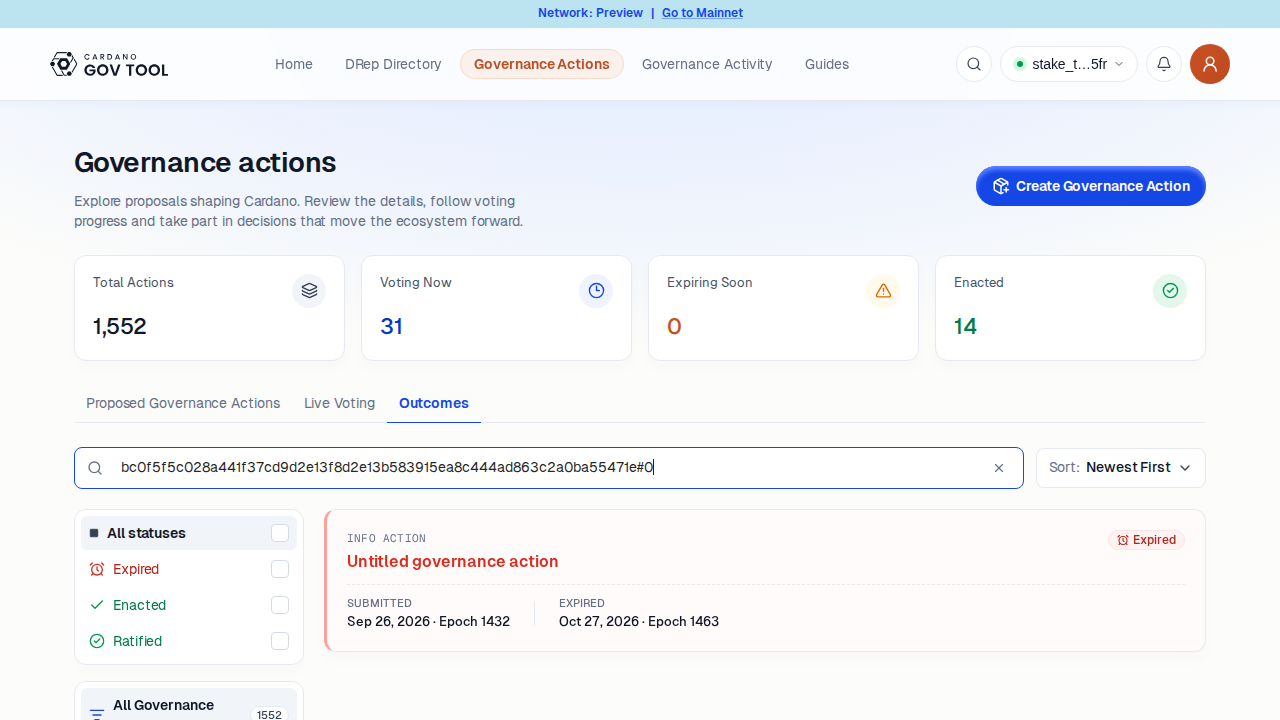 Network: Preview | Go to Mainnet
CARDANO
GOV TOOL
Home
DRep Directory
Governance Actions
Governance Activity
Guides
stake_t...5fr
Governance actions
Explore proposals shaping Cardano. Review the details, follow voting
progress and take part in decisions that move the ecosystem forward.
Create Governance Action
Total Actions
1,552
Voting Now
31
Expiring Soon
0
Enacted
14
Proposed Governance Actions
Live Voting
Outcomes
bc0f5f5c028a441f37cd9d2e13f8d2e13b583915ea8c444ad863c2a0ba55471e#0
Sort: Newest First
All statuses
Expired
Enacted
Ratified
All Governance
1552
INFO ACTION
Expired
Untitled governance action
SUBMITTED
Sep 26, 2026 · Epoch 1432
EXPIRED
Oct 27, 2026 · Epoch 1463